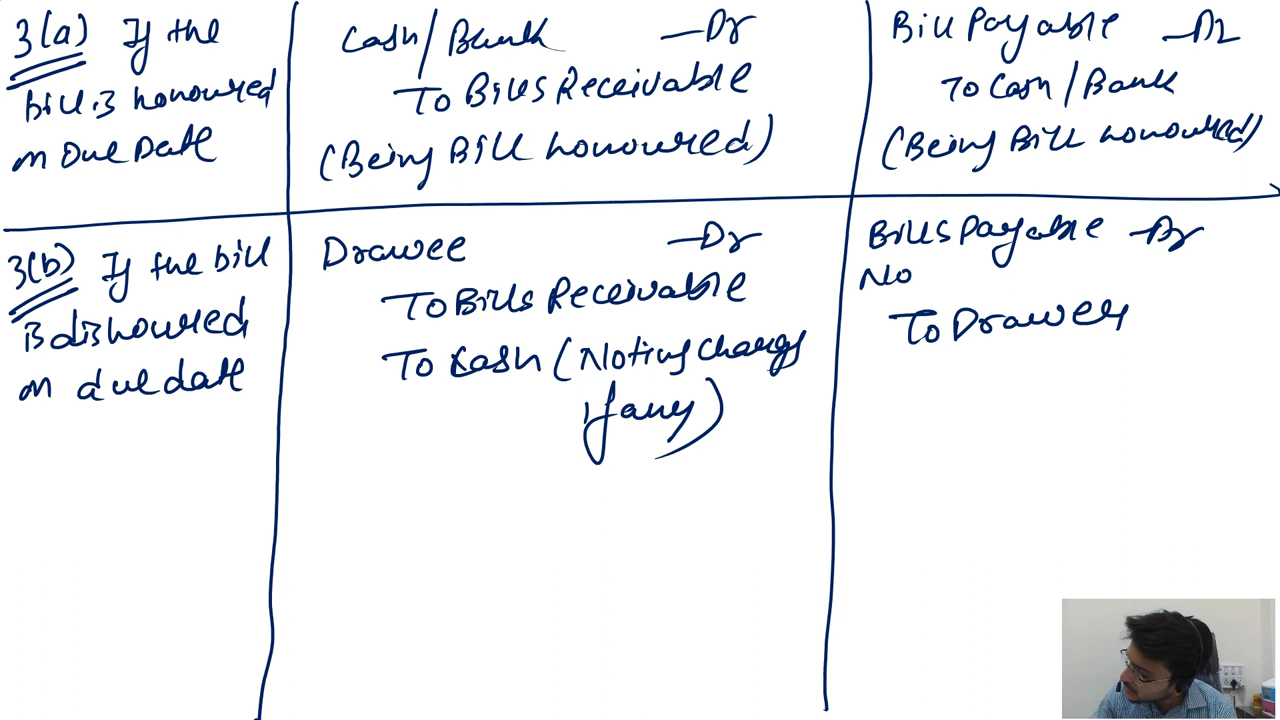 3(a) If the
bill is honoured
on Due Date
Cash/Bank —Dr
To Bills Receivable
(Being Bill honoured)
Bill Payable —Dr
To Cash/Bank
(Being Bill honoured)
3(b) If the bill
is dishoured
on due date
Drawee —Dr
To Bills Receivable
To Cash (Noting charges
if any)
Bills Payable —Dr
No
To Drawer